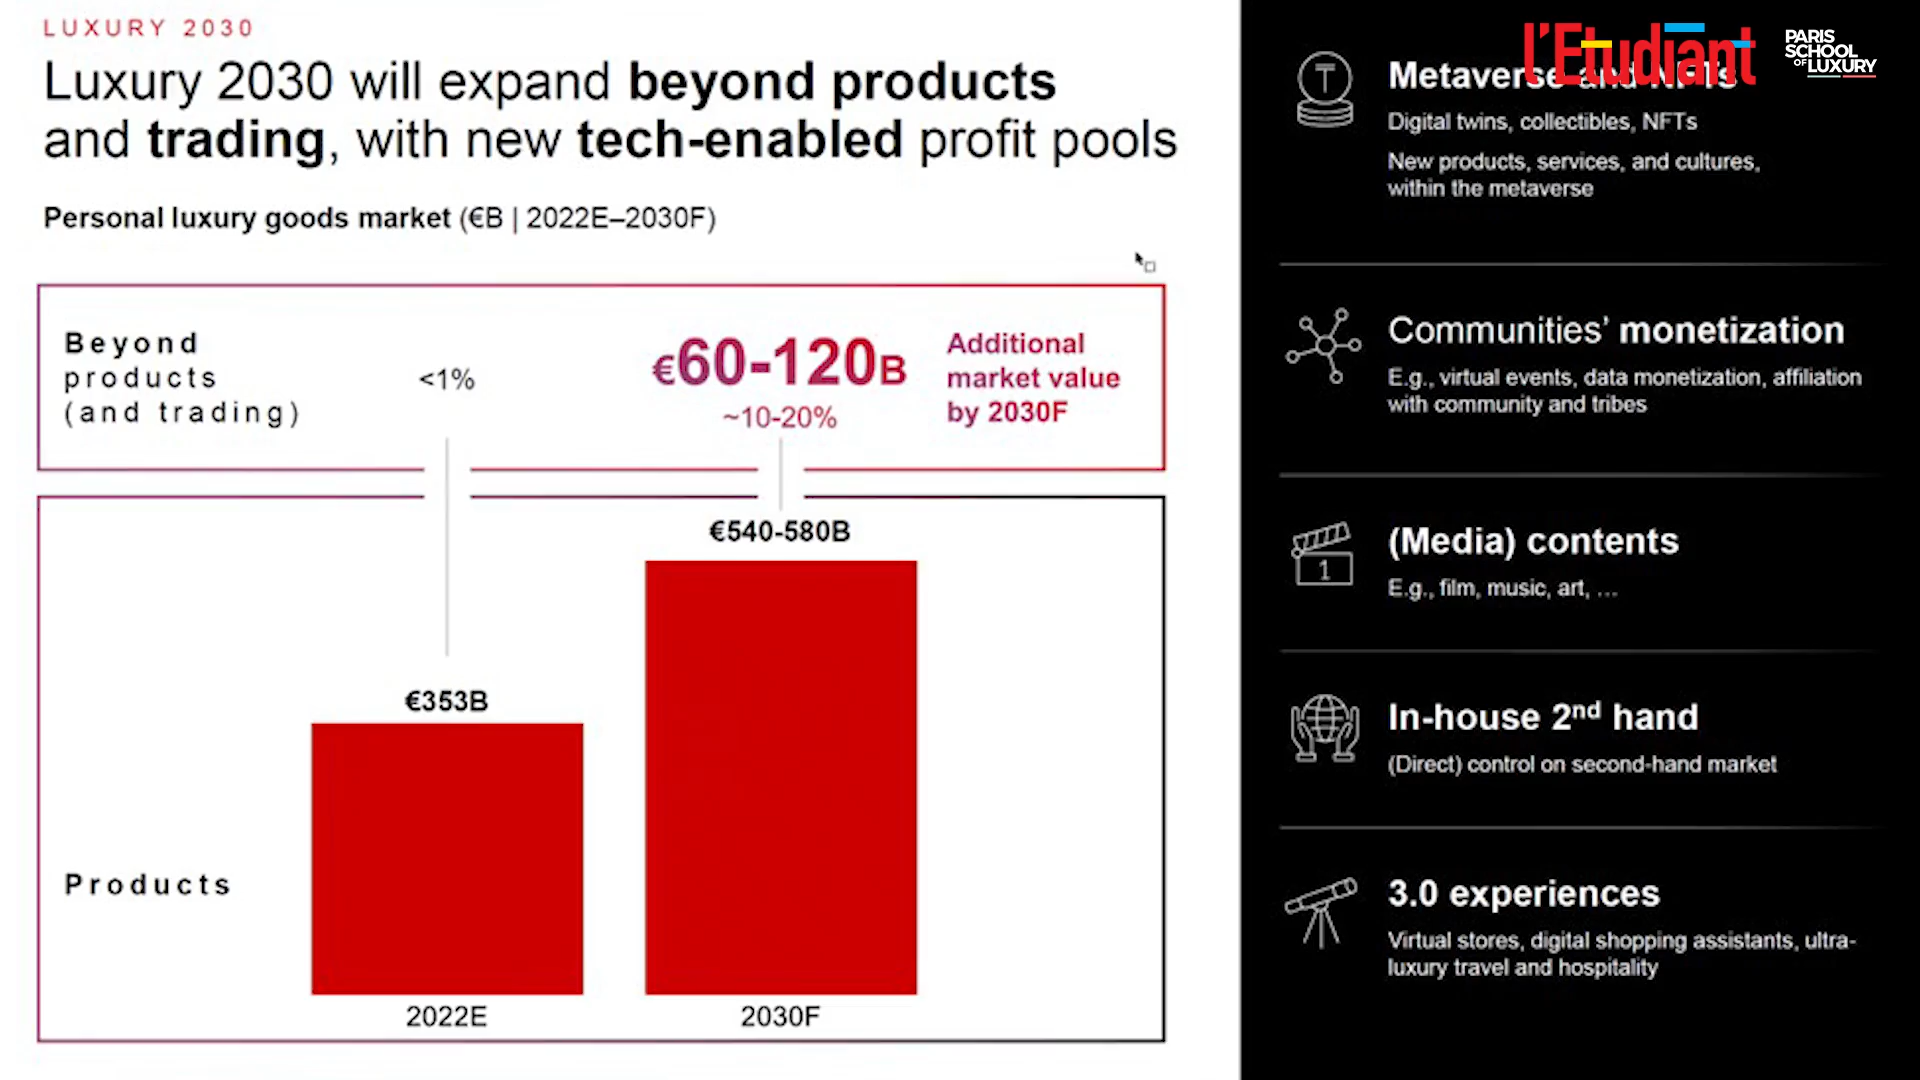 LUXURY 2030
Luxury 2030 will expand beyond products
and trading, with new tech-enabled profit pools
Personal luxury goods market (€B | 2022E–2030F)
Beyond
products
(and trading)
<1%
€60-120B
~10-20%
Additional
market value
by 2030F
€540-580B
€353B
Products
2022E
2030F
l'Etudiant
PARIS
SCHOOL
OF LUXURY
Metaverse and NFTs
Digital twins, collectibles, NFTs
New products, services, and cultures,
within the metaverse
Communities' monetization
E.g., virtual events, data monetization, affiliation
with community and tribes
1
(Media) contents
E.g., film, music, art, …
In-house 2nd hand
(Direct) control on second-hand market
3.0 experiences
Virtual stores, digital shopping assistants, ultra-
luxury travel and hospitality